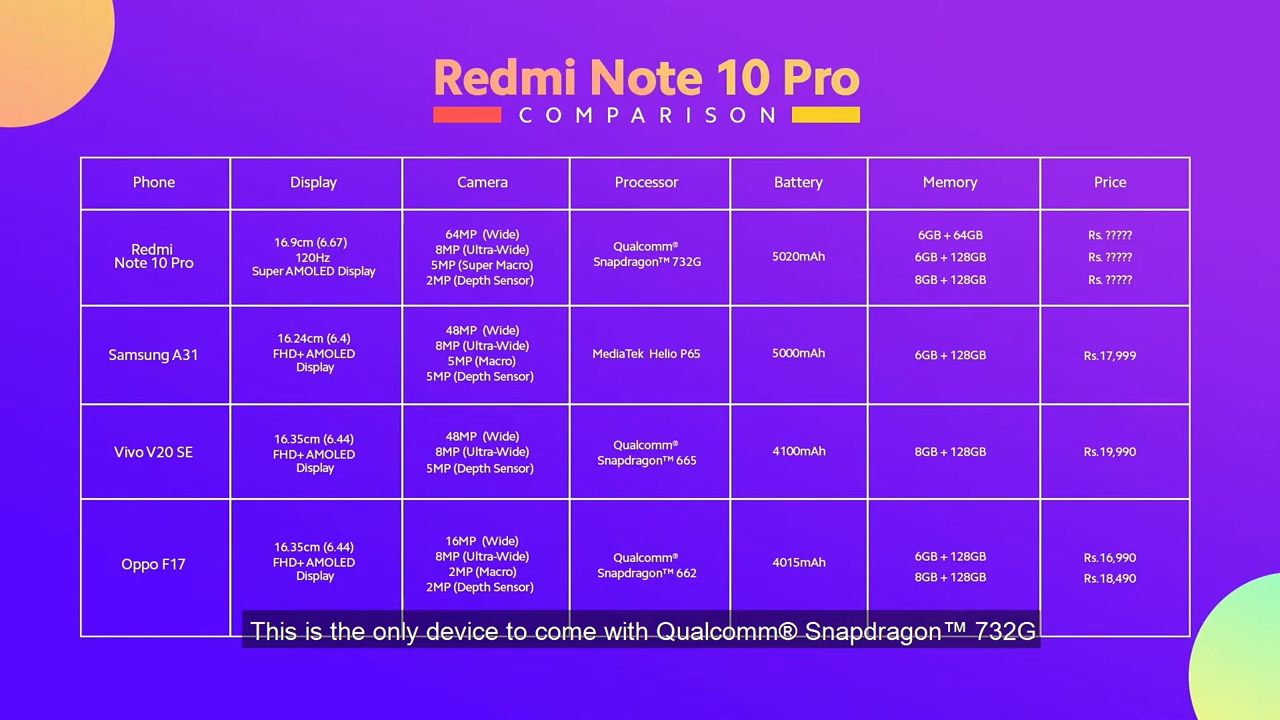 Redmi Note 10 Pro
COMPARISON
Phone
Display
Camera
Processor
Battery
Memory
Price
Redmi
Note 10 Pro
16.9cm (6.67)
120Hz
Super AMOLED Display
64MP (Wide)
8MP (Ultra-Wide)
5MP (Super Macro)
2MP (Depth Sensor)
Qualcomm®
Snapdragon™ 732G
5020mAh
6GB + 64GB
6GB + 128GB
8GB + 128GB
Rs. ?????
Rs. ?????
Rs. ?????
Samsung A31
16.24cm (6.4)
FHD+ AMOLED
Display
48MP (Wide)
8MP (Ultra-Wide)
5MP (Macro)
5MP (Depth Sensor)
MediaTek Helio P65
5000mAh
6GB + 128GB
Rs.17,999
Vivo V20 SE
16.35cm (6.44)
FHD+ AMOLED
Display
48MP (Wide)
8MP (Ultra-Wide)
5MP (Depth Sensor)
Qualcomm®
Snapdragon™ 665
4100mAh
8GB + 128GB
Rs.19,990
Oppo F17
16.35cm (6.44)
FHD+ AMOLED
Display
16MP (Wide)
8MP (Ultra-Wide)
2MP (Macro)
2MP (Depth Sensor)
Qualcomm®
Snapdragon™ 662
4015mAh
6GB + 128GB
8GB + 128GB
Rs.16,990
Rs.18,490
This is the only device to come with Qualcomm® Snapdragon™ 732G